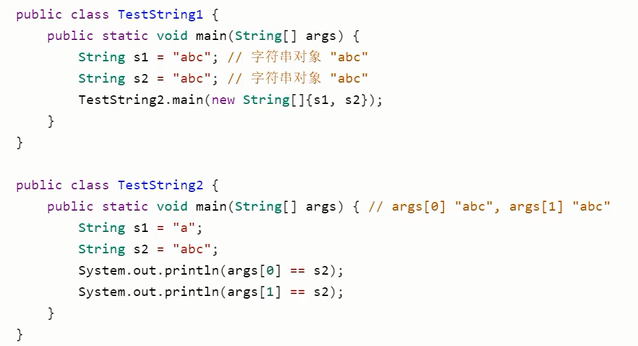 public class TestString1 {
    public static void main(String[] args) {
        String s1 = "abc"; // 字符串对象 "abc"
        String s2 = "abc"; // 字符串对象 "abc"
        TestString2.main(new String[]{s1, s2});
    }
}
public class TestString2 {
    public static void main(String[] args) { // args[0] "abc", args[1] "abc"
        String s1 = "a";
        String s2 = "abc";
        System.out.println(args[0] == s2);
        System.out.println(args[1] == s2);
    }
}